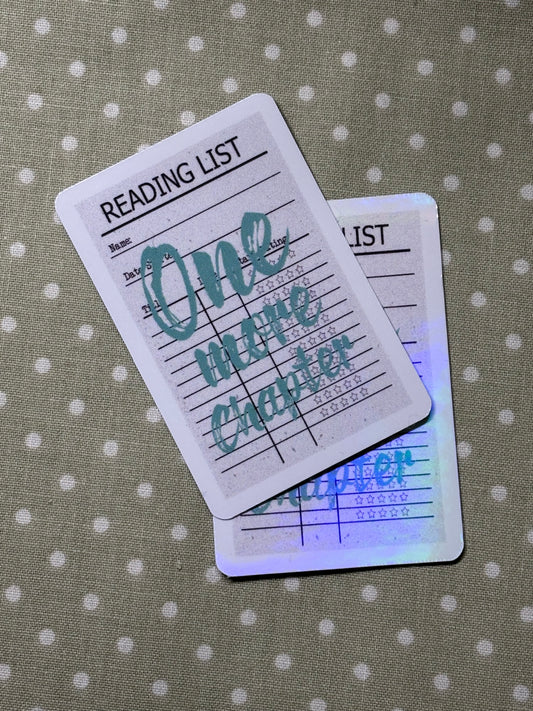 READING LIST
Name:
One
more
chapter
LIST
chapter